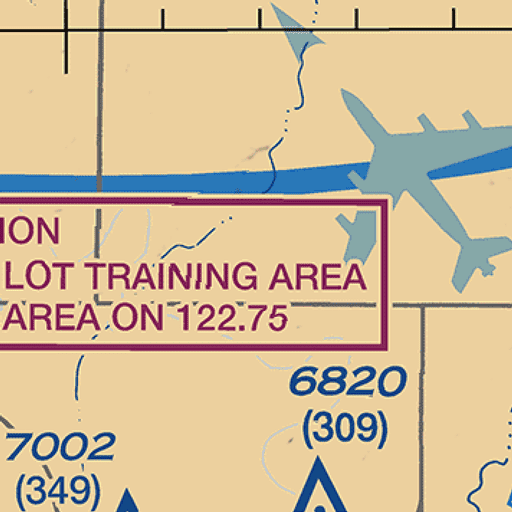 ION
LOT TRAINING AREA
AREA ON 122.75
6820
(309)
7002
(349)